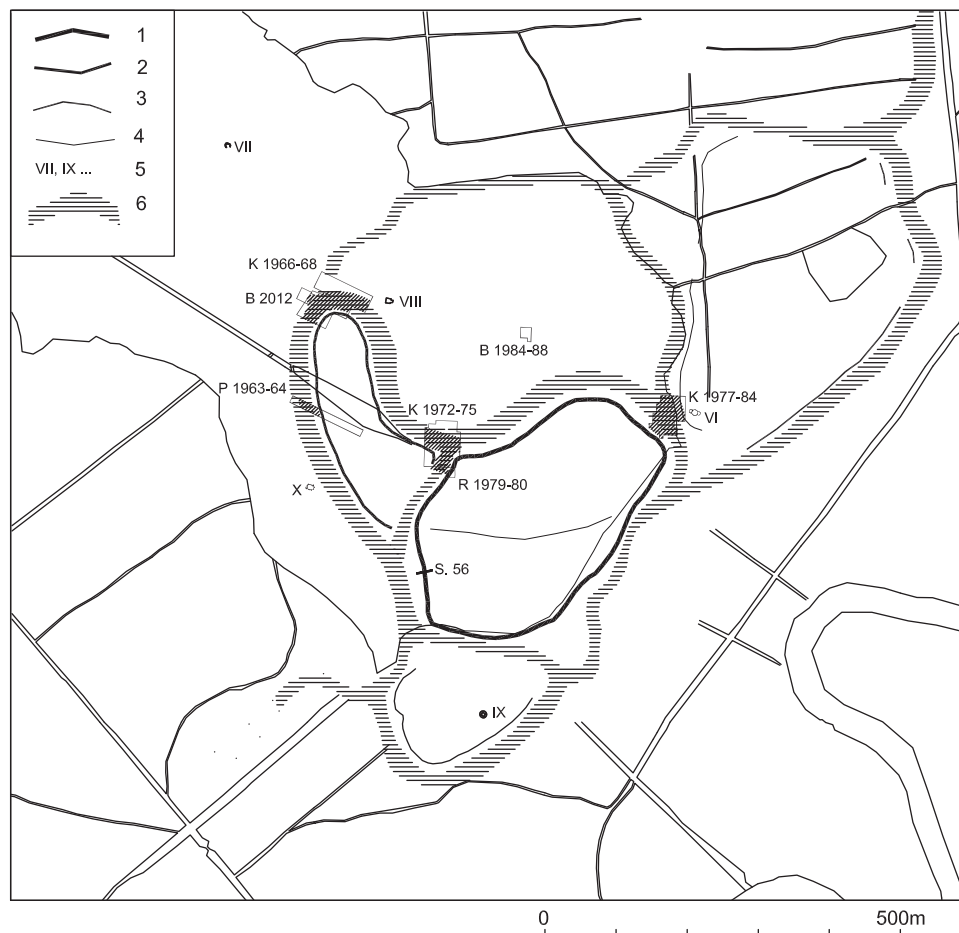 1
2
3
4
VII, IX ... 5
6
VII
K 1966-68
B 2012
VIII
B 1984-88
P 1963-64
K 1972-75
K 1977-84
VI
X
R 1979-80
S. 56
IX
0 500m